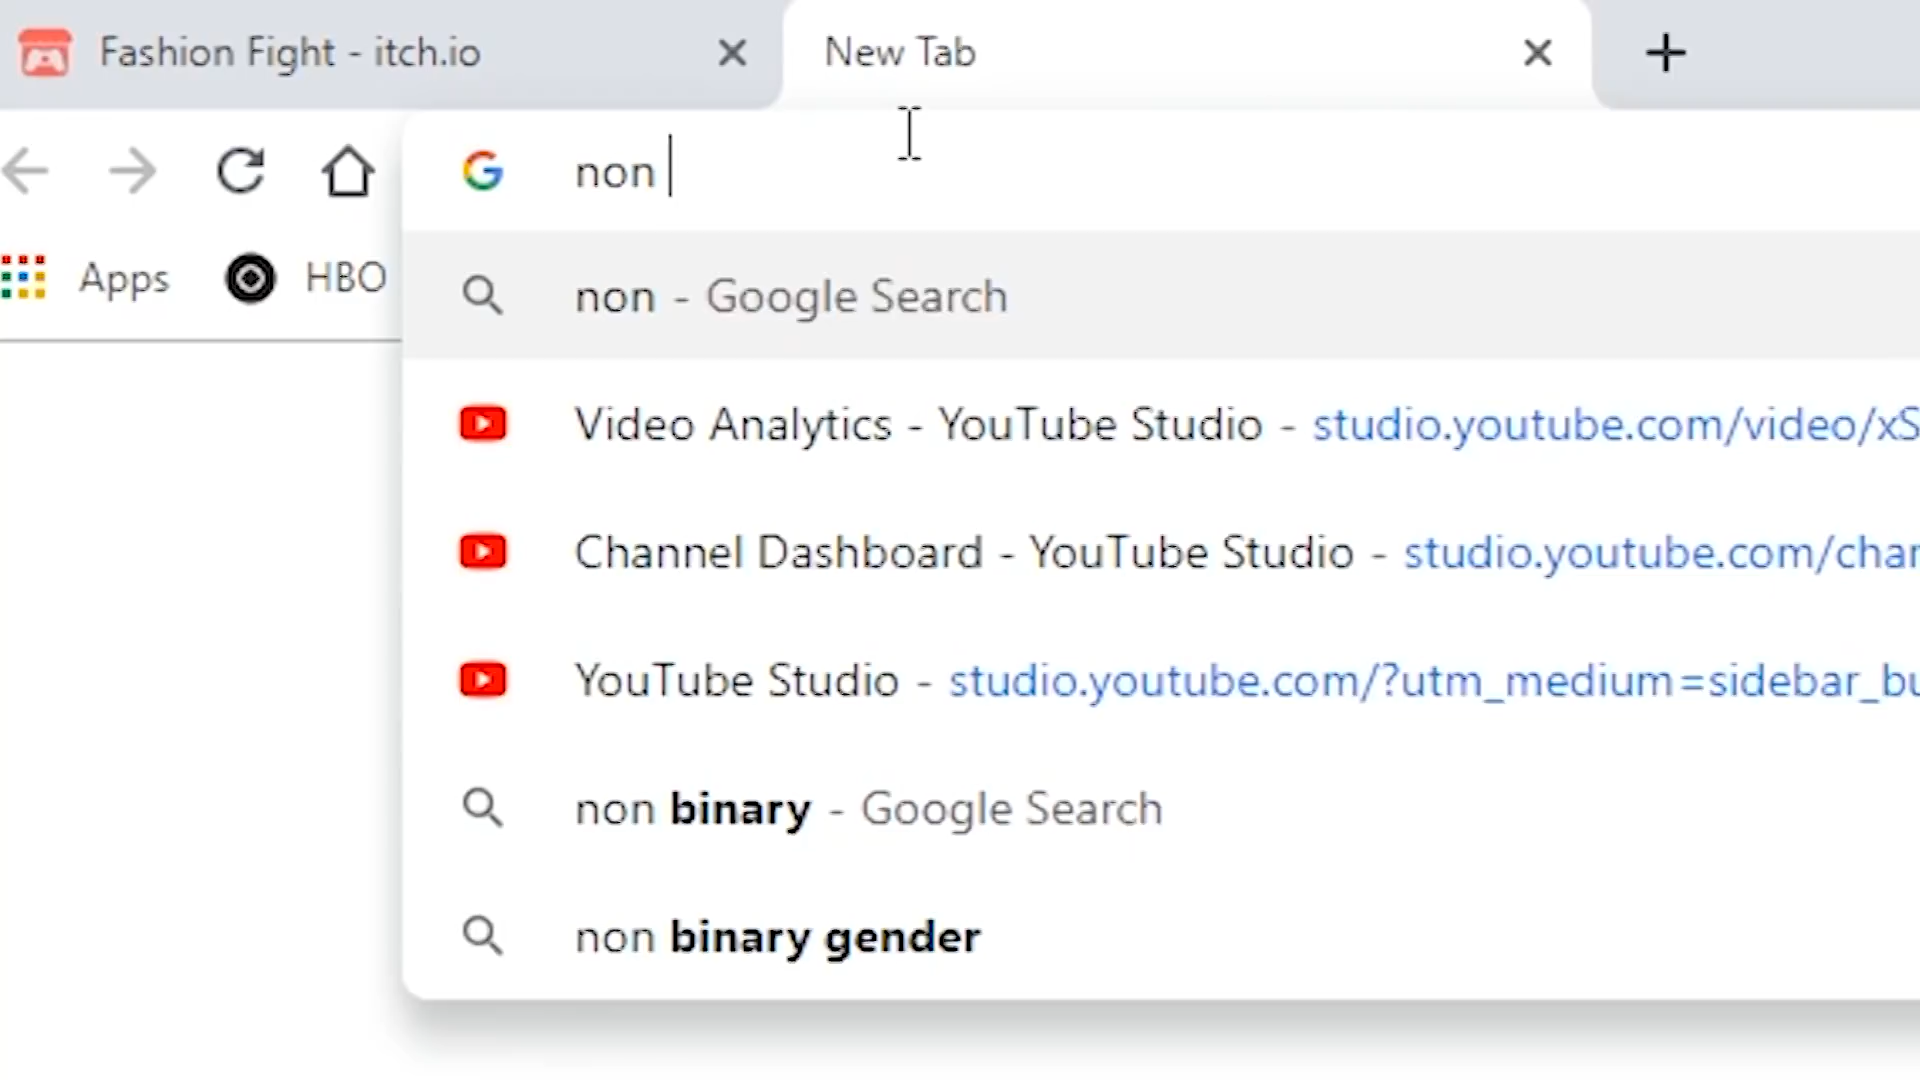 Fashion Fight - itch.io
New Tab
non
Apps
HBO
non - Google Search
Video Analytics - YouTube Studio - studio.youtube.com/video/xS
Channel Dashboard - YouTube Studio - studio.youtube.com/char
YouTube Studio - studio.youtube.com/?utm_medium=sidebar_bu
non binary - Google Search
non binary gender